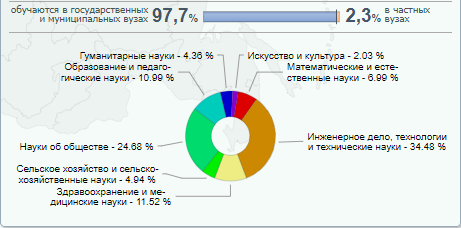 обучаются в государственных
и муниципальных вузах 97,7% 2,3% в частных
вузах
Гуманитарные науки - 4.36 %
Искусство и культура - 2.03 %
Образование и педаго-
гические науки - 10.99 %
Математические и есте-
ственные науки - 6.99 %
Науки об обществе - 24.68 %
Инженерное дело, технологии
и технические науки - 34.48 %
Сельское хозяйство и сельско-
хозяйственные науки - 4.94 %
Здравоохранение и ме-
дицинские науки - 11.52 %